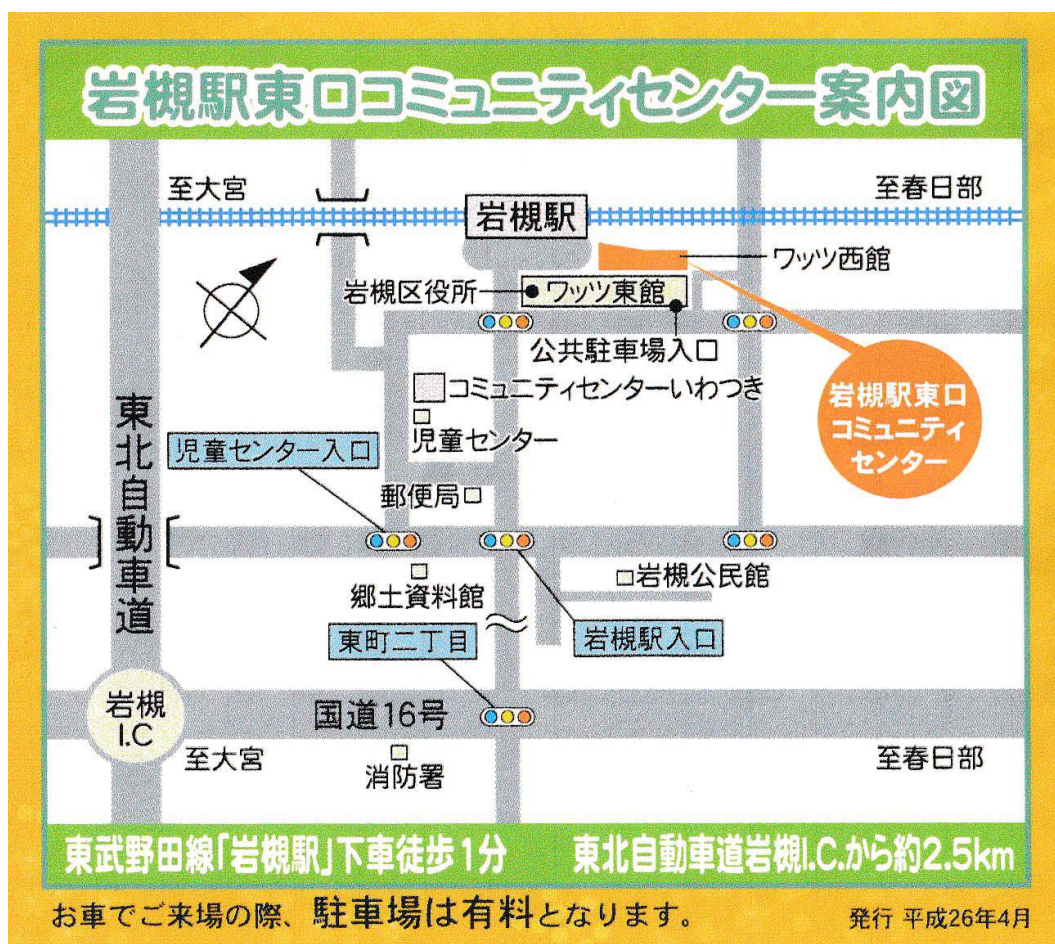 岩槻駅東口コミュニティセンター案内図
至大宮
至春日部
岩槻駅
ワッツ西館
岩槻区役所
ワッツ東館
公共駐車場入口
コミュニティセンターいわつき
岩槻駅東口
コミュニティ
センター
児童センター
東北自動車道
児童センター入口
郵便局
郷土資料館
岩槻公民館
東町二丁目
岩槻駅入口
岩槻
I.C
国道16号
至大宮
消防署
至春日部
東武野田線「岩槻駅」下車徒歩1分
東北自動車道岩槻I.C.から約2.5km
お車でご来場の際、駐車場は有料となります。
発行 平成26年4月